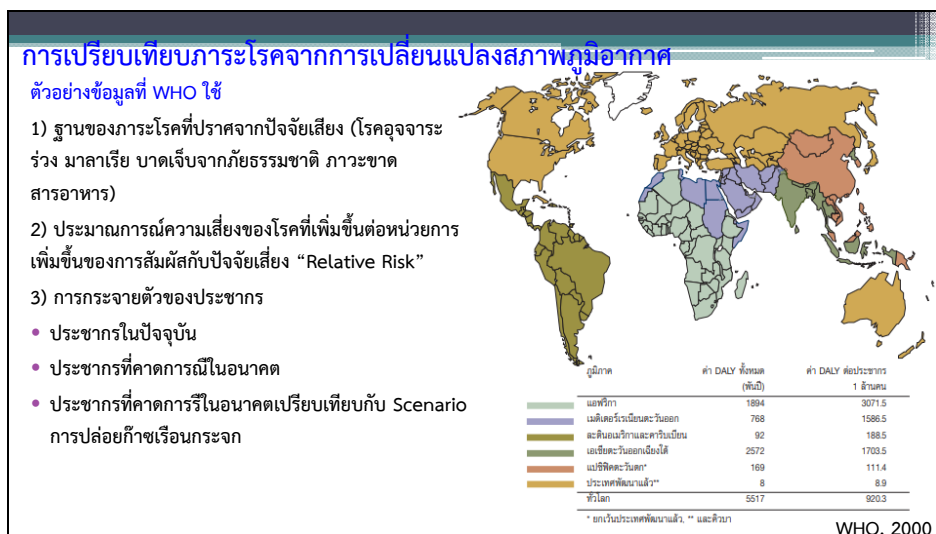 การเปรียบเทียบภาระโรคจากการเปลี่ยนแปลงสภาพภูมิอากาศ
ตัวอย่างข้อมูลที่ WHO ใช้
1) ฐานของภาระโรคที่ปราศจากปัจจัยเสียง (โรคอุจจาระ
ร่วง มาลาเรีย บาดเจ็บจากภัยธรรมชาติ ภาวะขาด
สารอาหาร)
2) ประมาณการณ์ความเสี่ยงของโรคที่เพิ่มขึ้นต่อหน่วยการ
เพิ่มขึ้นของการสัมผัสกับปัจจัยเสี่ยง “Relative Risk”
3) การกระจายตัวของประชากร
• ประชากรในปัจจุบัน
• ประชากรที่คาดการณ์ในอนาคต
• ประชากรที่คาดการรืในอนาคตเปรียบเทียบกับ Scenario
การปล่อยก๊าซเรือนกระจก
ภูมิภาค ค่า DALY ทั้งหมด ค่า DALY ต่อประชากร
(พันปี) 1 ล้านคน
แอฟริกา 1894 3071.5
เมดิเตอร์เรเนียนตะวันออก 768 1586.5
ละตินอเมริกาและคาริบเบียน 92 188.5
เอเชียตะวันออกเฉียงใต้ 2572 1703.5
แปซิฟิคตะวันตก* 169 111.4
ประเทศพัฒนาแล้ว** 8 8.9
ทั่วโลก 5517 920.3
* ยกเว้นประเทศพัฒนาแล้ว, ** และคิวบา
WHO, 2000